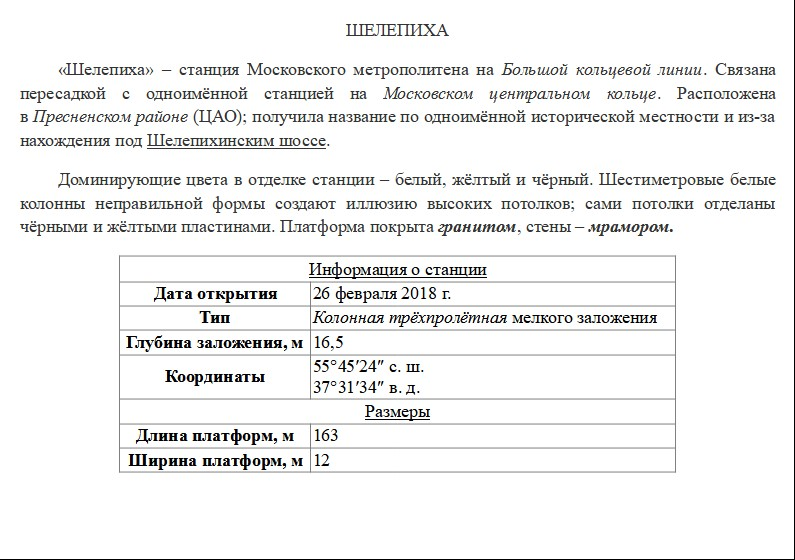 ШЕЛЕПИХА
«Шелепиха» – станция Московского метрополитена на Большой кольцевой линии. Связана
пересадкой с одноимённой станцией на Московском центральном кольце. Расположена
в Пресненском районе (ЦАО); получила название по одноимённой исторической местности и из-за
нахождения под Шелепихинским шоссе.
Доминирующие цвета в отделке станции – белый, жёлтый и чёрный. Шестиметровые белые
колонны неправильной формы создают иллюзию высоких потолков; сами потолки отделаны
чёрными и жёлтыми пластинами. Платформа покрыта гранитом, стены – мрамором.
Информация о станции
Дата открытия 26 февраля 2018 г.
Тип Колонная трёхпролётная мелкого заложения
Глубина заложения, м 16,5
Координаты 55°45′24″ с. ш.
37°31′34″ в. д.
Размеры
Длина платформ, м 163
Ширина платформ, м 12